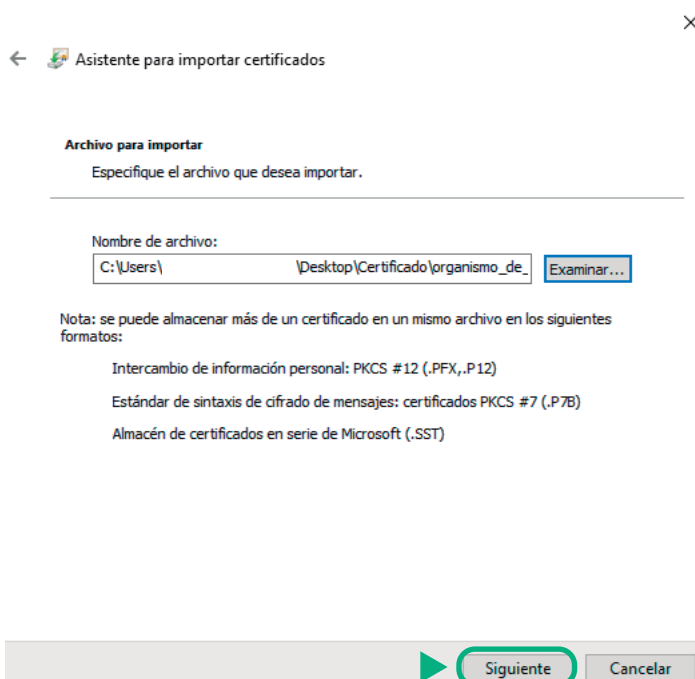 Asistente para importar certificados
Archivo para importar
Especifique el archivo que desea importar.
Nombre de archivo:
C:\Users\ \Desktop\Certificado\organismo_de_
Examinar...
Nota: se puede almacenar más de un certificado en un mismo archivo en los siguientes
formatos:
Intercambio de información personal: PKCS #12 (.PFX,.P12)
Estándar de sintaxis de cifrado de mensajes: certificados PKCS #7 (.P7B)
Almacén de certificados en serie de Microsoft (.SST)
Siguiente
Cancelar